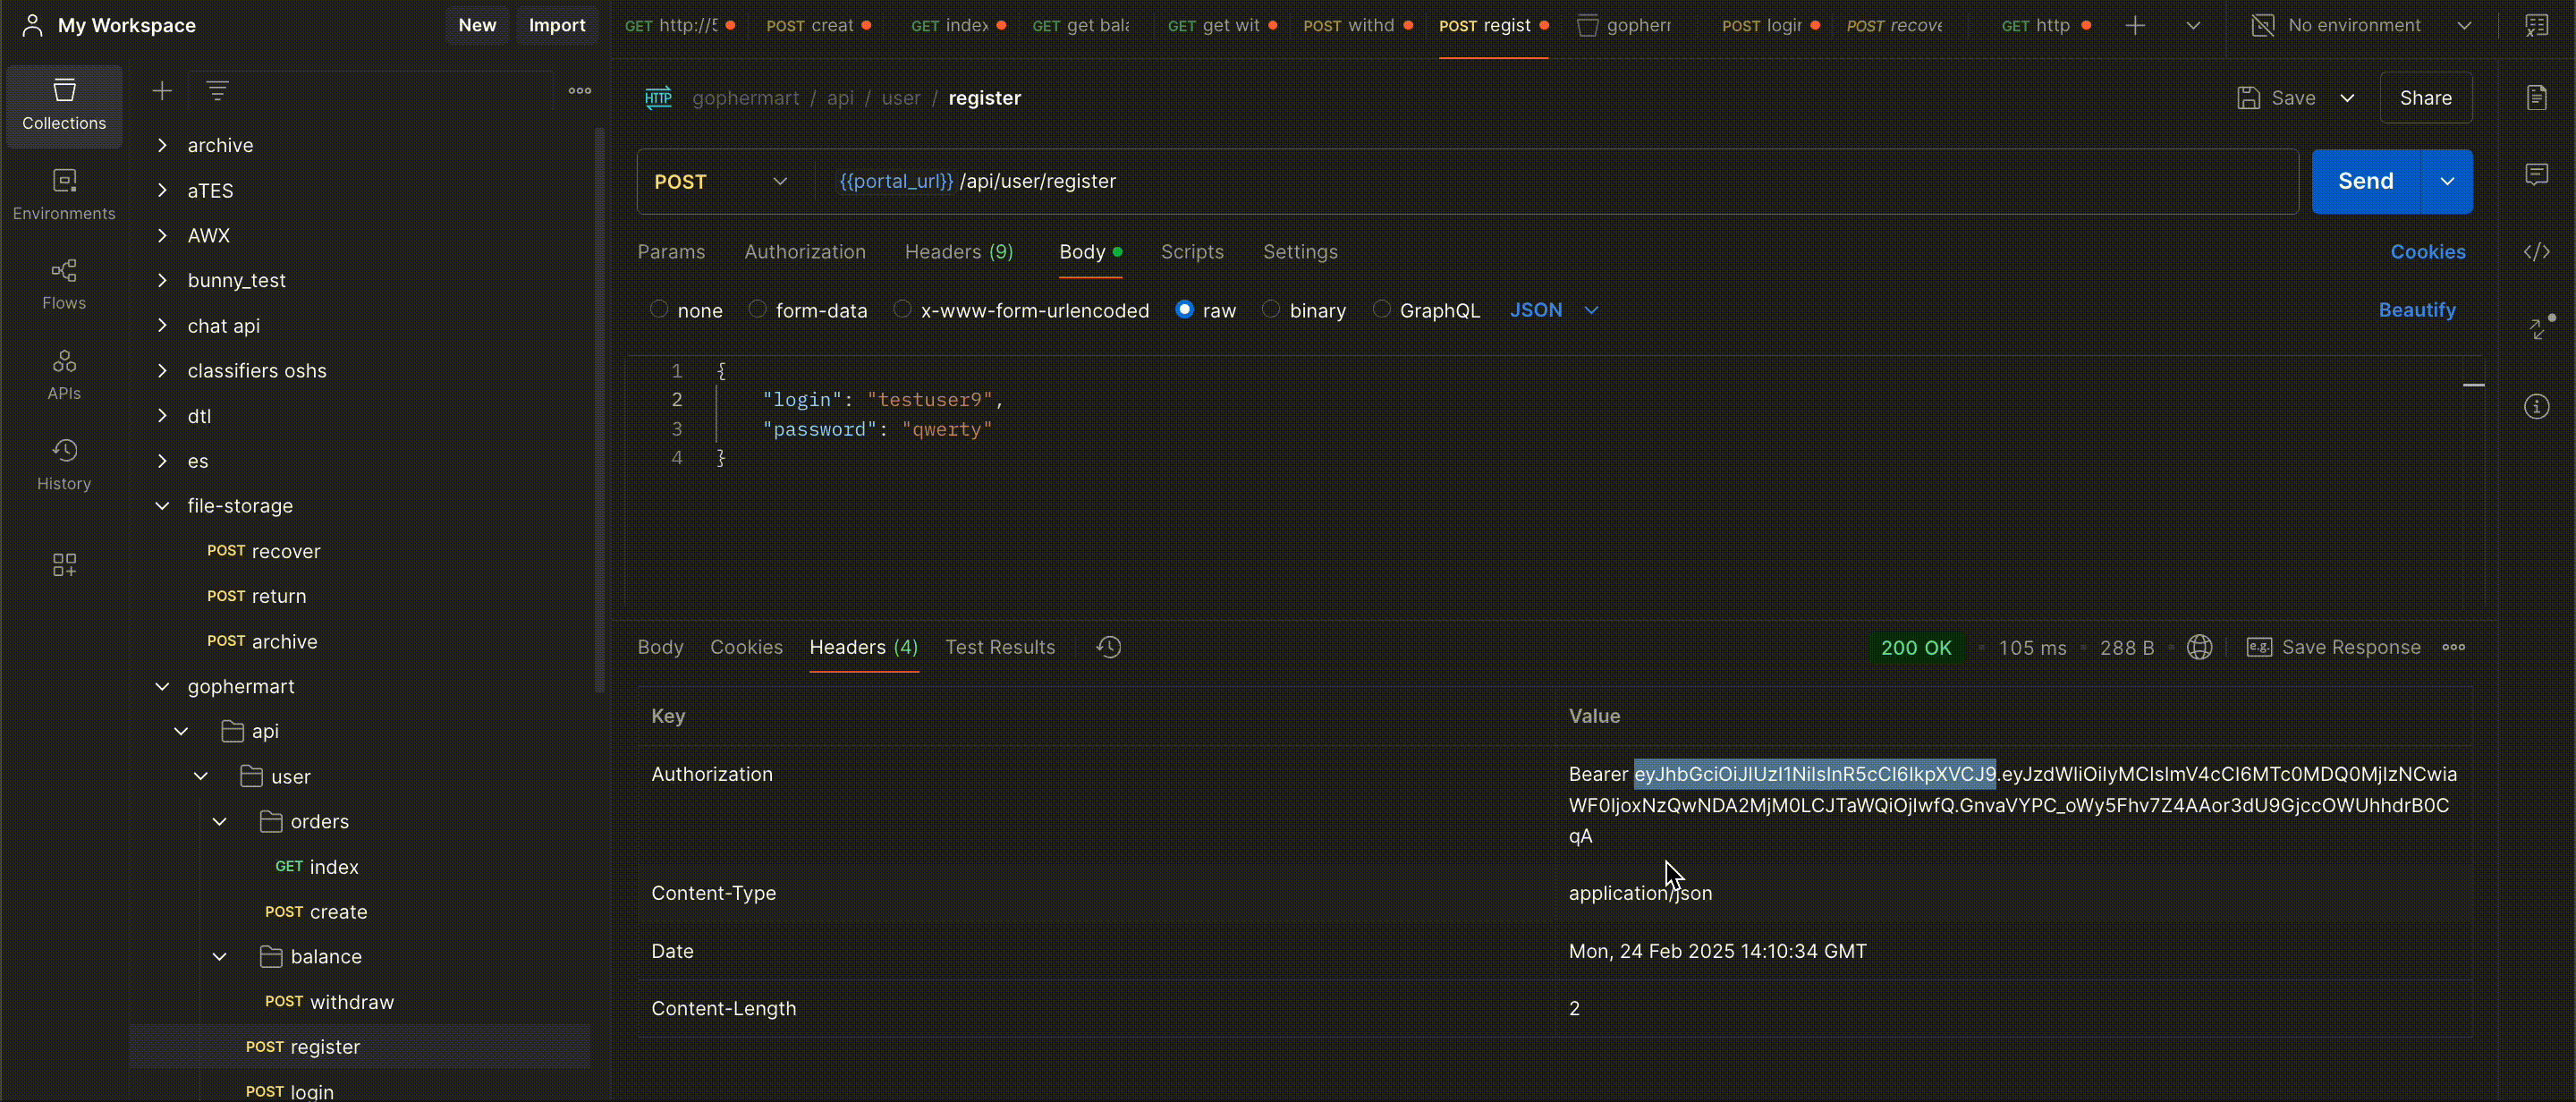 My Workspace
New
Import
GET http://5
POST creat
GET index
GET get bala
GET get wit
POST withd
POST regist
gopherr
POST login
POST recove
GET http
No environment
Collections
Environments
Flows
APIs
History
archive
aTES
AWX
bunny_test
chat api
classifiers oshs
dtl
es
file-storage
POST recover
POST return
POST archive
gophermart
api
user
orders
GET index
POST create
balance
POST withdraw
POST register
POST login
HTTP gophermart / api / user / register
Save
Share
POST
{{portal_url}} /api/user/register
Send
Params Authorization Headers (9) Body Scripts Settings Cookies
none form-data x-www-form-urlencoded raw binary GraphQL JSON Beautify
1 {
2 "login": "testuser9",
3 "password": "qwerty"
4 }
Body Cookies Headers (4) Test Results 200 OK 105 ms 288 B e.g. Save Response
Key Value
Authorization
Bearer eyJhbGciOiJIUzI1NiIsInR5cCI6IkpXVCJ9.eyJzdWIiOiIyMCIsImV4cCI6MTc0MDQ0MjIzNCwia
WF0IjoxNzQwNDA2MjM0LCJTaWQiOjIwfQ.GnvaVYPC_oWy5Fhv7Z4AAor3dU9GjccOWUhhdrB0C
qA
Content-Type application/json
Date Mon, 24 Feb 2025 14:10:34 GMT
Content-Length 2